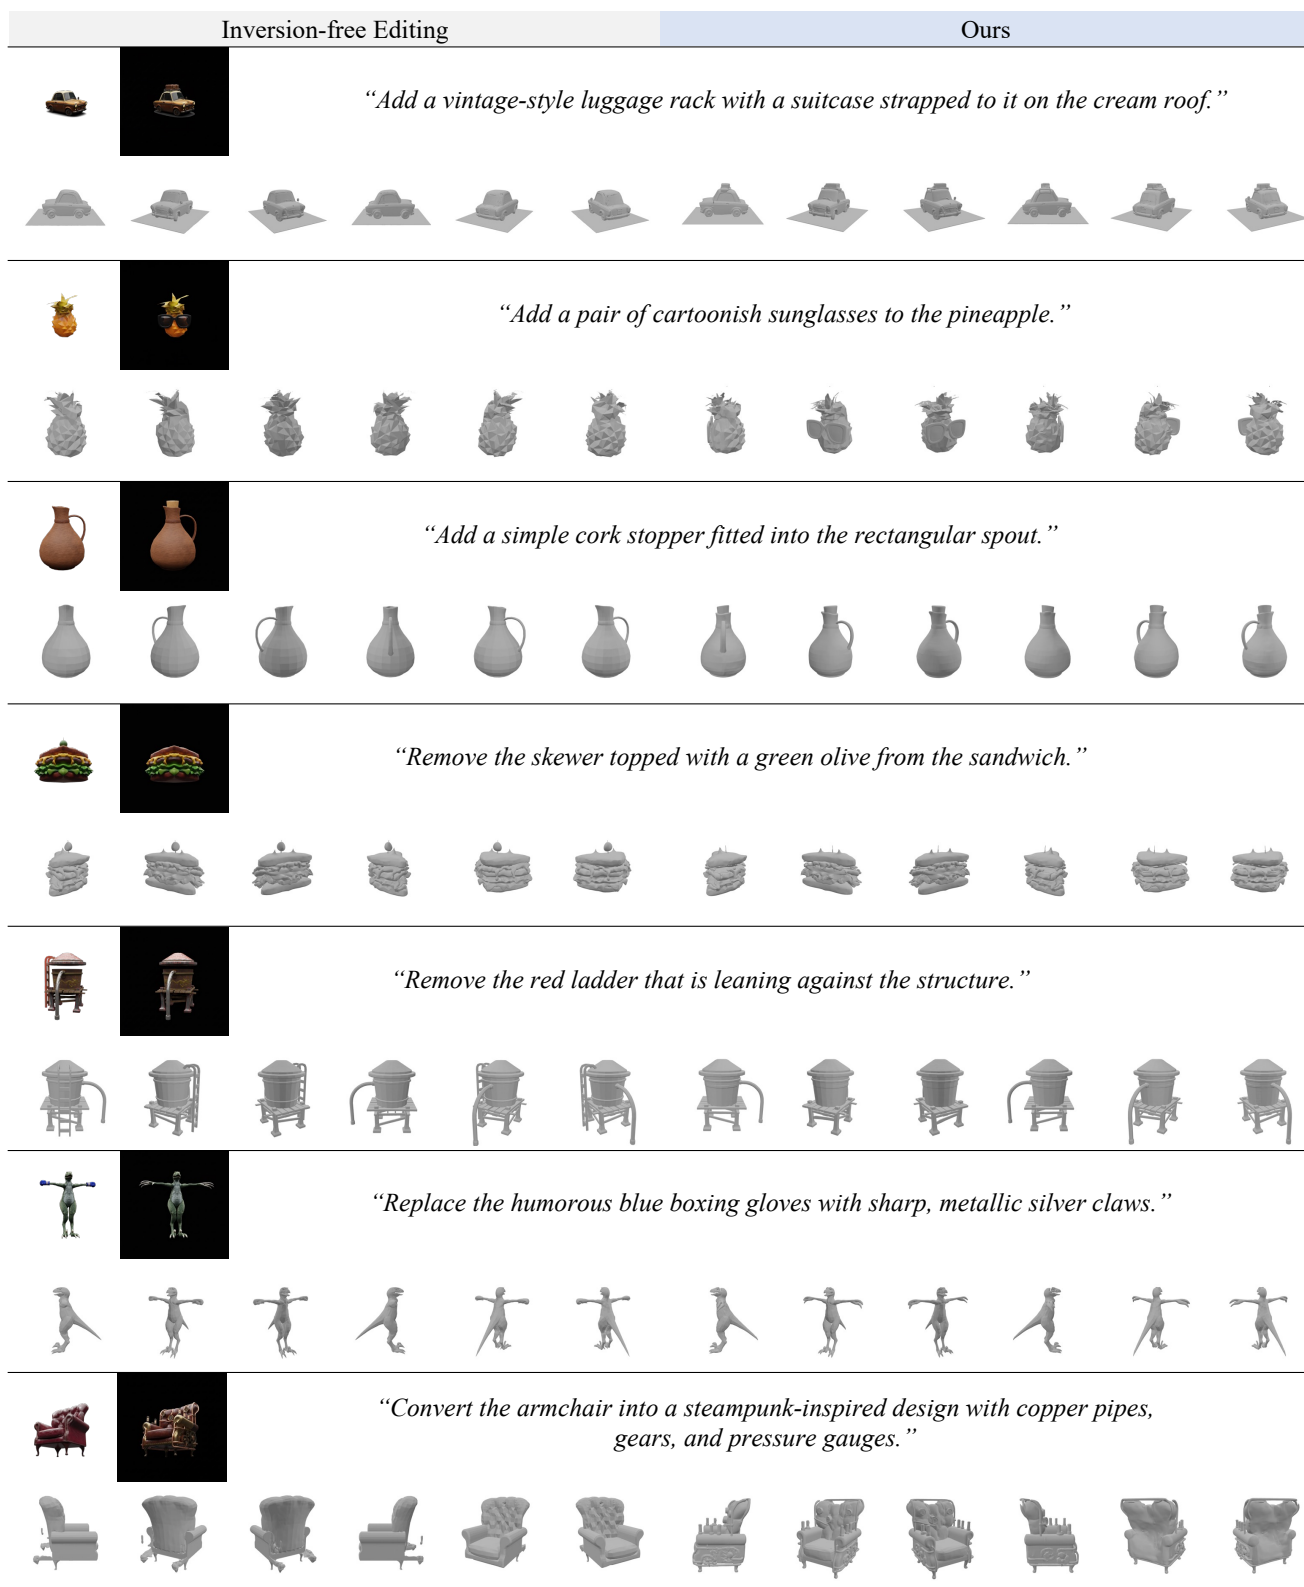 Inversion-free Editing
Ours
“Add a vintage-style luggage rack with a suitcase strapped to it on the cream roof.”
“Add a pair of cartoonish sunglasses to the pineapple.”
“Add a simple cork stopper fitted into the rectangular spout.”
“Remove the skewer topped with a green olive from the sandwich.”
“Remove the red ladder that is leaning against the structure.”
“Replace the humorous blue boxing gloves with sharp, metallic silver claws.”
“Convert the armchair into a steampunk-inspired design with copper pipes,
gears, and pressure gauges.”